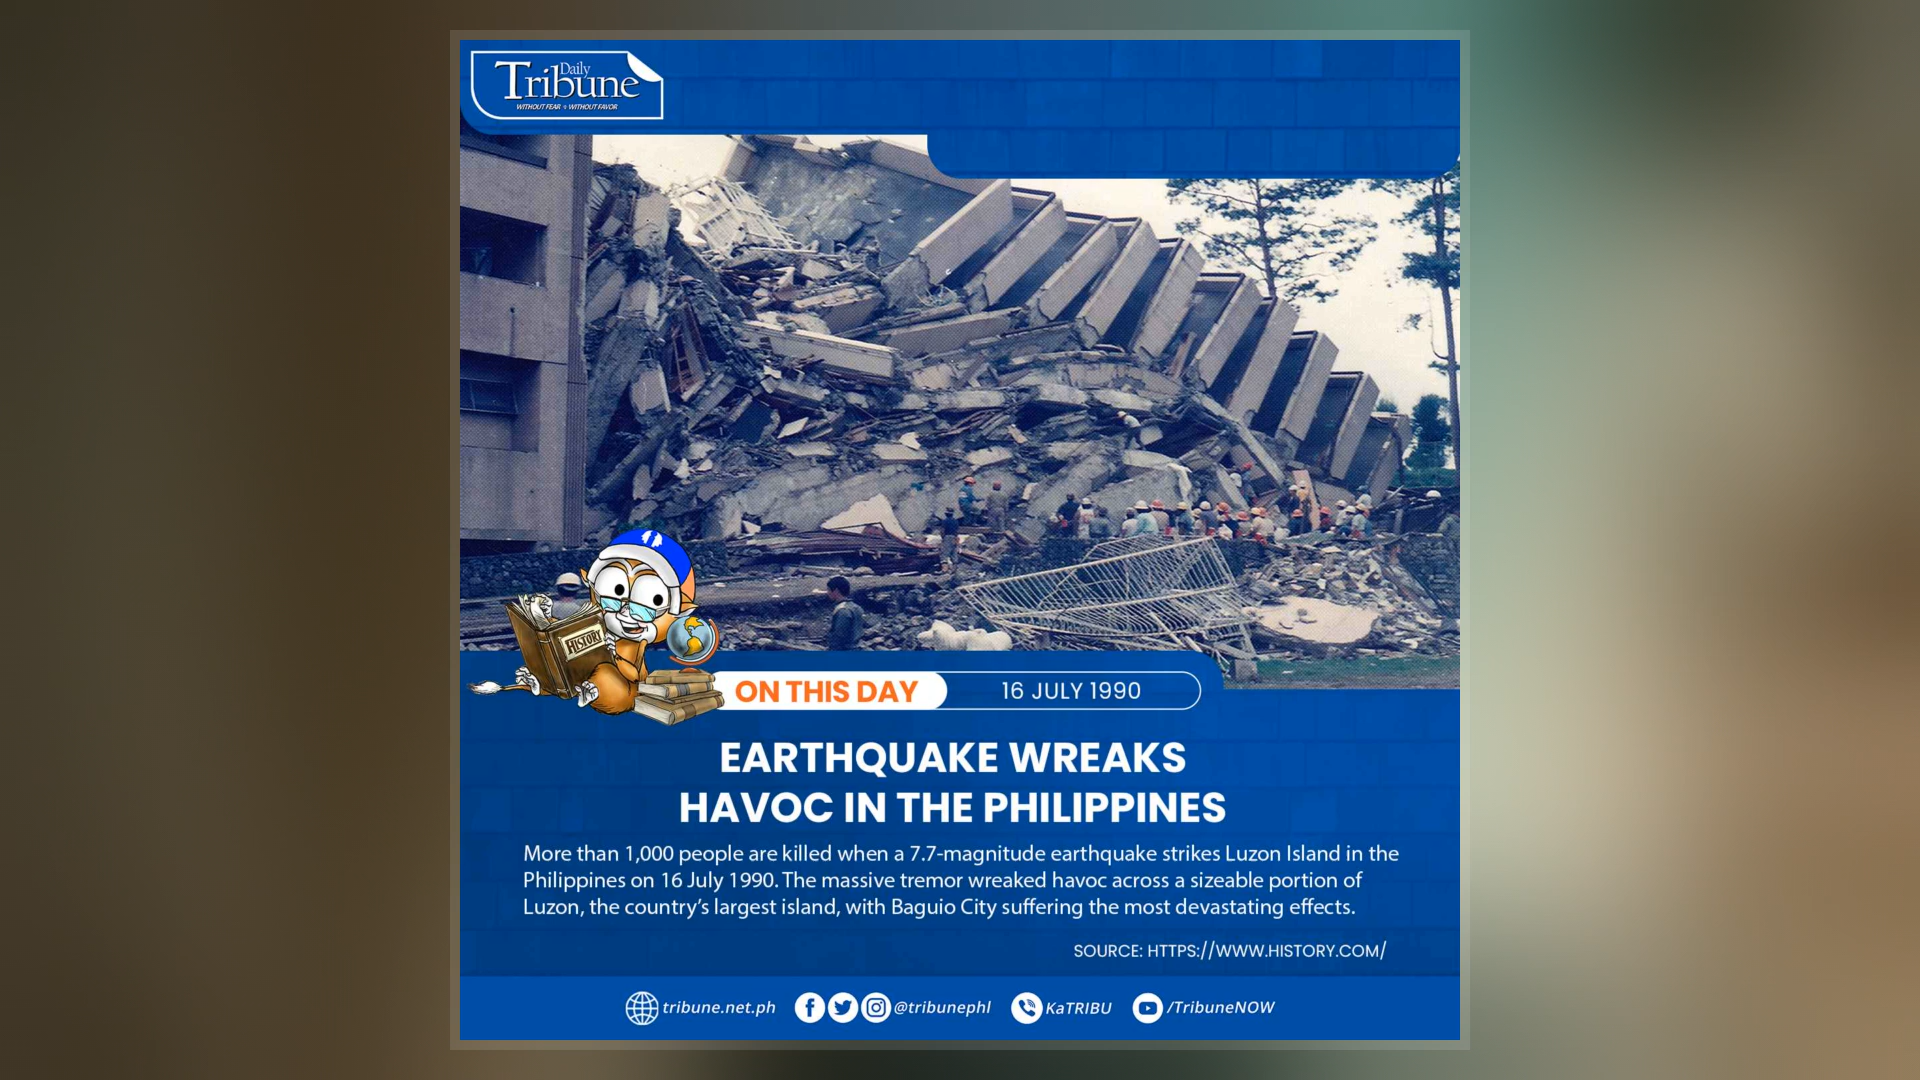 Daily
Tribune
WITHOUT FEAR + WITHOUT FAVOR
HISTORY
ON THIS DAY
16 JULY 1990
EARTHQUAKE WREAKS
HAVOC IN THE PHILIPPINES
More than 1,000 people are killed when a 7.7-magnitude earthquake strikes Luzon Island in the
Philippines on 16 July 1990. The massive tremor wreaked havoc across a sizeable portion of
Luzon, the country’s largest island, with Baguio City suffering the most devastating effects.
SOURCE: HTTPS://WWW.HISTORY.COM/
tribune.net.ph @tribunephl KaTRIBU /TribuneNOW